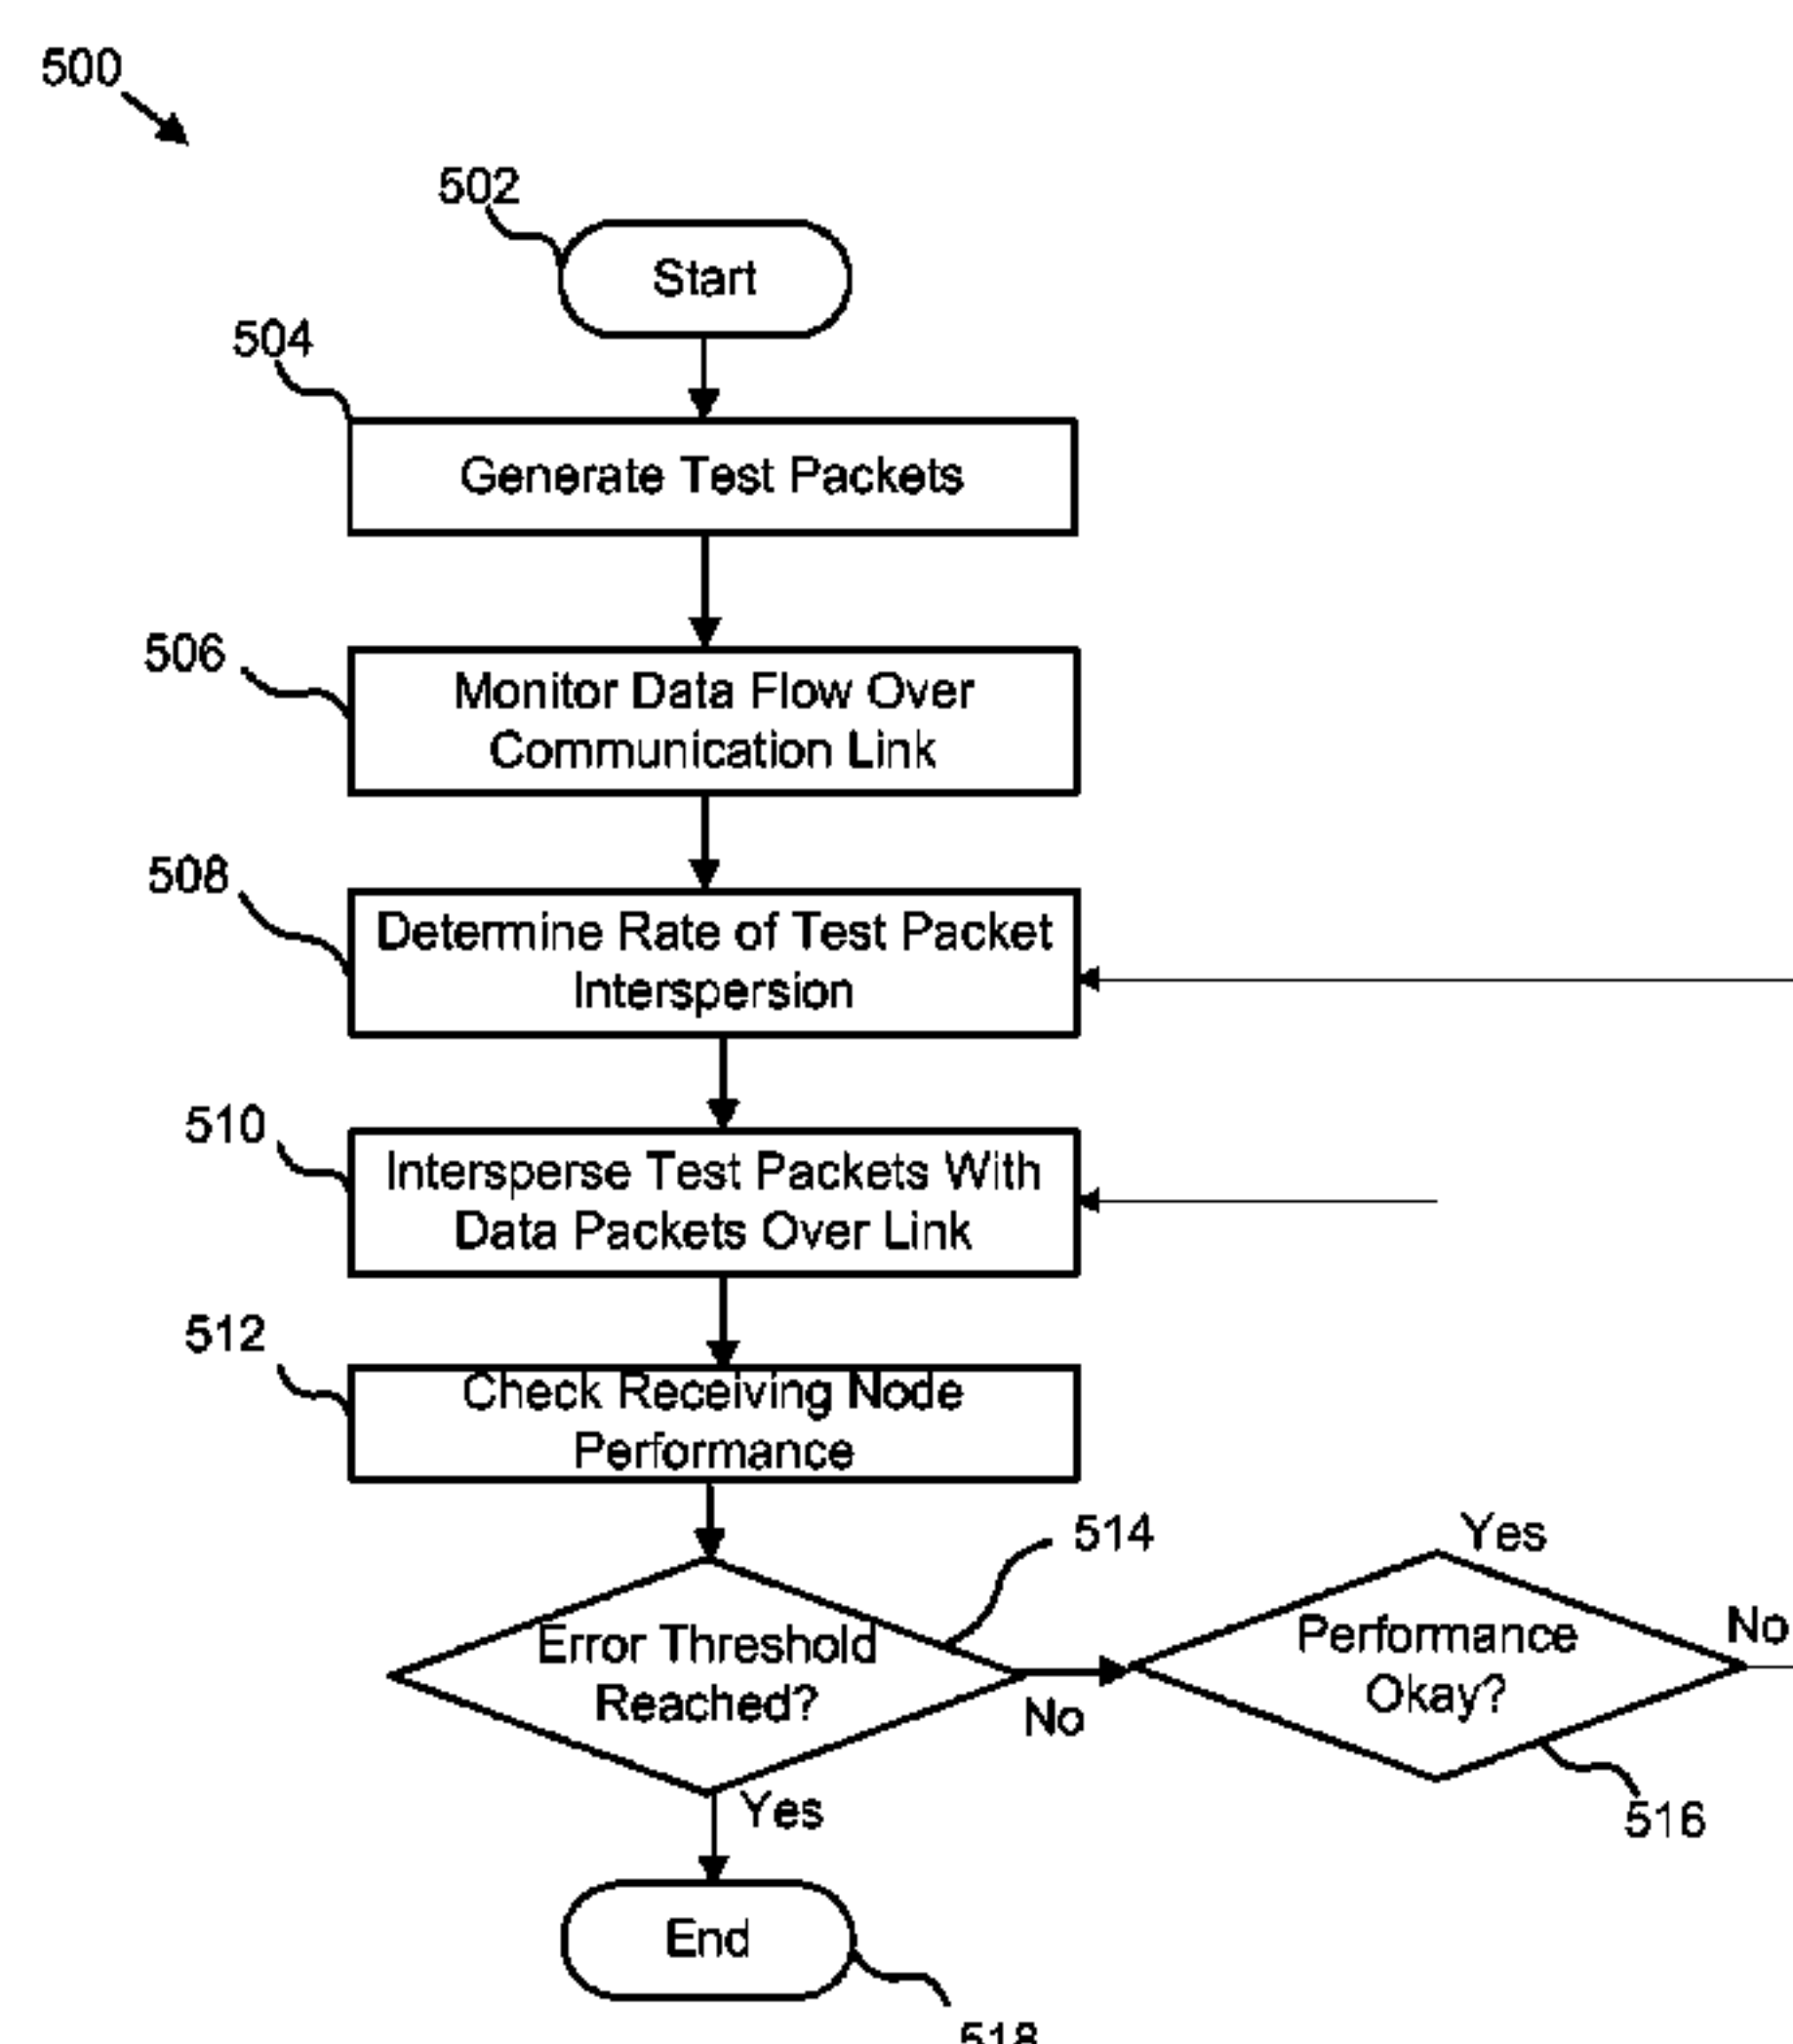 500
502
Start
504
Generate Test Packets
506
Monitor Data Flow Over
Communication Link
508
Determine Rate of Test Packet
Interspersion
510
Intersperse Test Packets With
Data Packets Over Link
512
Check Receiving Node
Performance
514
Error Threshold
Reached?
No
Yes
Performance
Okay?
No
516
Yes
End
518